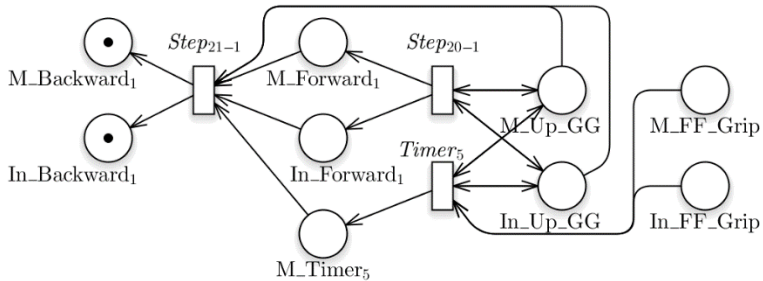 Step₂₁₋₁
Step₂₀₋₁
M_Backward₁
M_Forward₁
M_Up_GG
M_FF_Grip
Timer₅
In_Backward₁
In_Forward₁
In_Up_GG
In_FF_Grip
M_Timer₅